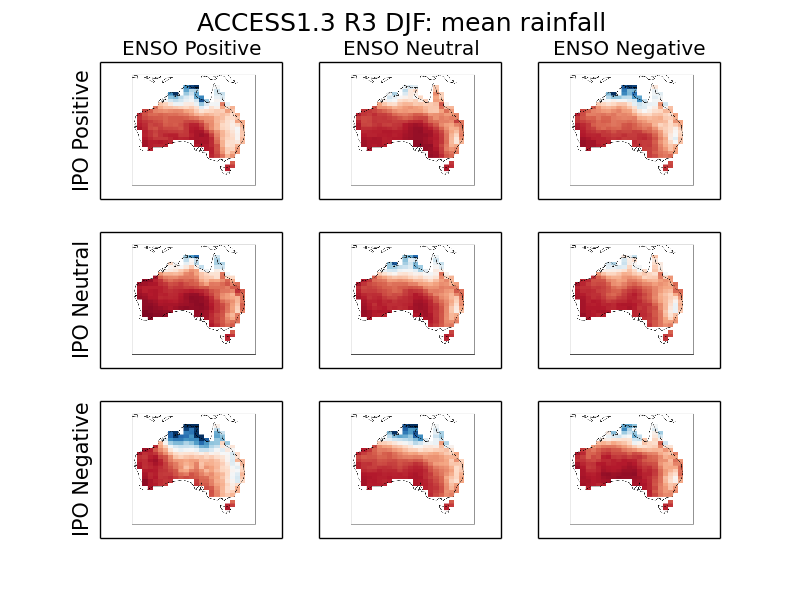 ACCESS1.3 R3 DJF: mean rainfall
ENSO Positive
ENSO Neutral
ENSO Negative
IPO Positive
IPO Neutral
IPO Negative